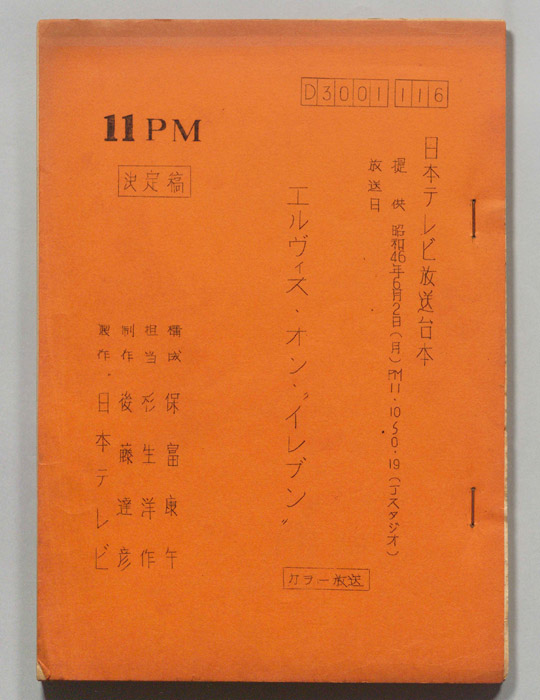 D3001116
11PM
決定稿
日本テレビ放送台本
提供
放送日 昭和46年6月2日(月)PM11.10〜50.19(Jスタジオ)
エルヴィス、オン、〝イレブン〟
カラー放送
構成 保富康午
担当 杉生洋
制作 後藤達彦
製作・日本テレビ